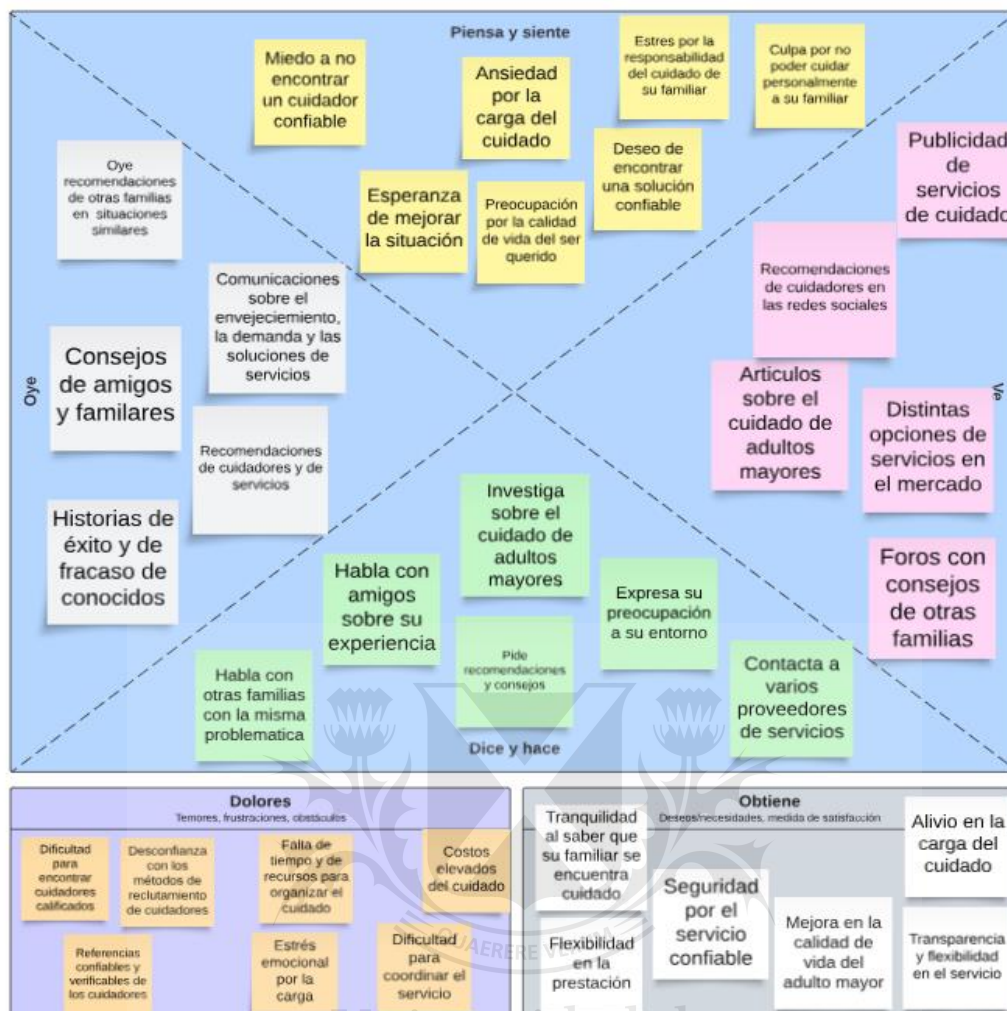 Piensa y siente
Miedo a no
encontrar
un cuidador
confiable
Ansiedad
por la
carga del
cuidado
Estres por la
responsabilidad
del cuidado de
su familiar
Culpa por no
poder cuidar
personalmente
a su familiar
Esperanza
de mejorar
la situación
Preocupación
por la calidad
de vida del ser
querido
Deseo de
encontrar
una solución
confiable
Oye
Oye
recomendaciones
de otras familias
en situaciones
similares
Comunicaciones
sobre el
envejeciemiento,
la demanda y las
soluciones de
servicios
Consejos
de amigos
y familares
Recomendaciones
de cuidadores y de
servicios
Historias de
éxito y de
fracaso de
conocidos
Ve
Publicidad
de
servicios
de cuidado
Recomendaciones
de cuidadores en
las redes sociales
Articulos
sobre el
cuidado de
adultos
mayores
Distintas
opciones de
servicios en
el mercado
Foros con
consejos
de otras
familias
Investiga
sobre el
cuidado de
adultos
mayores
Habla con
amigos
sobre su
experiencia
Expresa su
preocupación
a su entorno
Pide
recomendaciones
y consejos
Habla con
otras familias
con la misma
problematica
Contacta a
varios
proveedores
de servicios
Dice y hace
Dolores
Temores, frustraciones, obstáculos
Dificultad
para
encontrar
cuidadores
calificados
Desconfianza
con los
métodos de
reclutamiento
de cuidadores
Falta de
tiempo y de
recursos para
organizar el
cuidado
Costos
elevados
del cuidado
Referencias
confiables y
verificables de
los cuidadores
Estrés
emocional
por la
carga
Dificultad
para
coordinar el
servicio
Obtiene
Deseos/necesidades, medida de satisfacción
Tranquilidad
al saber que
su familiar se
encuentra
cuidado
Seguridad
por el
servicio
confiable
Alivio en la
carga del
cuidado
Flexibilidad
en la
prestación
Mejora en la
calidad de
vida del
adulto mayor
Transparencia
y flexibilidad
en el servicio
QUAERERE VERUM